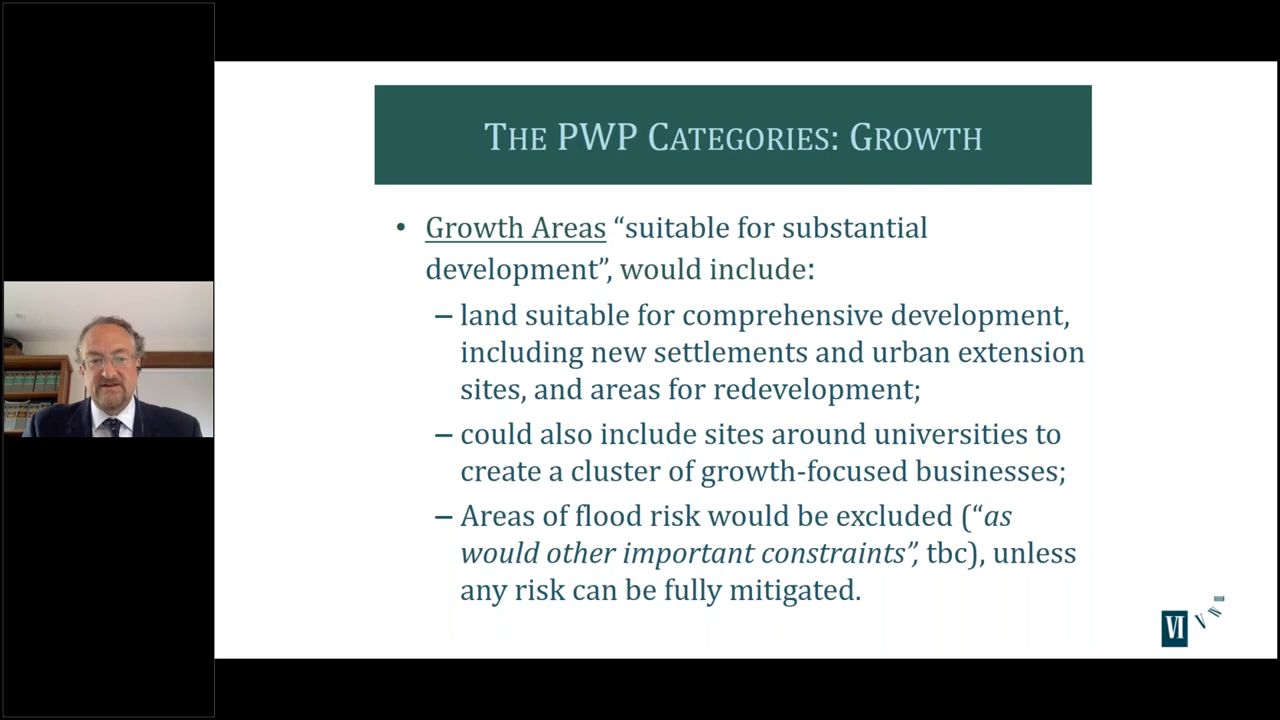 THE PWP CATEGORIES: GROWTH
• Growth Areas “suitable for substantial
development”, would include:
– land suitable for comprehensive development,
including new settlements and urban extension
sites, and areas for redevelopment;
– could also include sites around universities to
create a cluster of growth-focused businesses;
– Areas of flood risk would be excluded (“as
would other important constraints”, tbc), unless
any risk can be fully mitigated.
VI